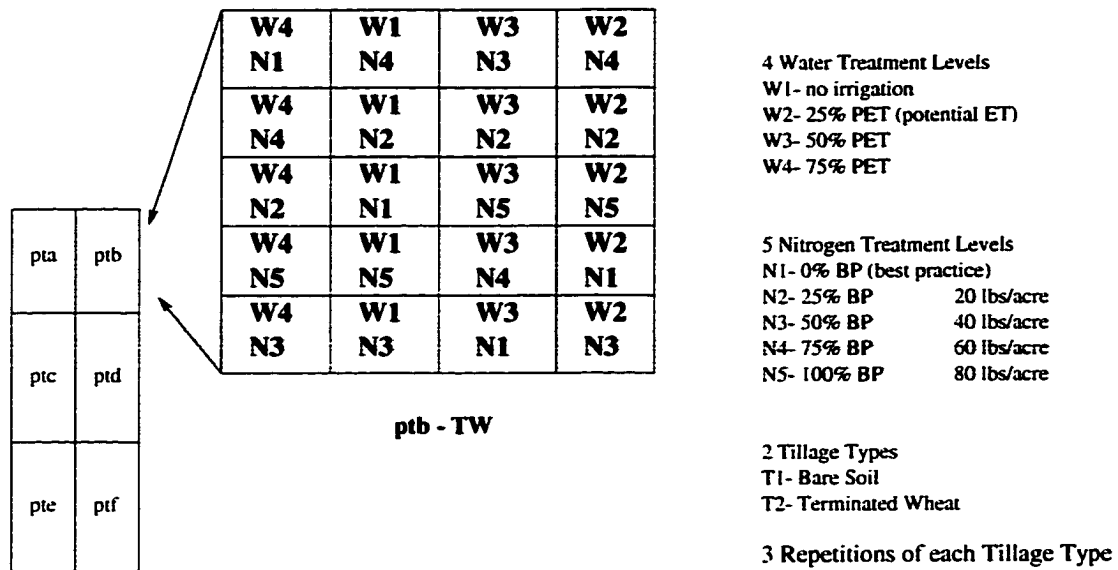 W4 W1 W3 W2
N1 N4 N3 N4
W4 W1 W3 W2
N4 N2 N2 N2
W4 W1 W3 W2
N2 N1 N5 N5
W4 W1 W3 W2
N5 N5 N4 N1
W4 W1 W3 W2
N3 N3 N1 N3
ptb - TW
pta ptb
ptc ptd
pte ptf
4 Water Treatment Levels
W1- no irrigation
W2- 25% PET (potential ET)
W3- 50% PET
W4- 75% PET
5 Nitrogen Treatment Levels
N1- 0% BP (best practice)
N2- 25% BP 20 lbs/acre
N3- 50% BP 40 lbs/acre
N4- 75% BP 60 lbs/acre
N5- 100% BP 80 lbs/acre
2 Tillage Types
T1- Bare Soil
T2- Terminated Wheat
3 Repetitions of each Tillage Type